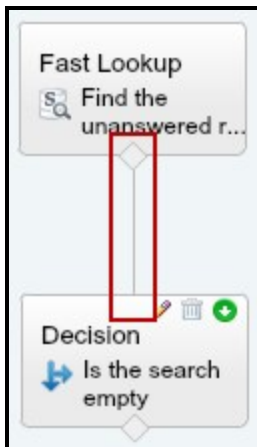 Fast Lookup
Find the
unanswered r...
Decision
Is the search
empty